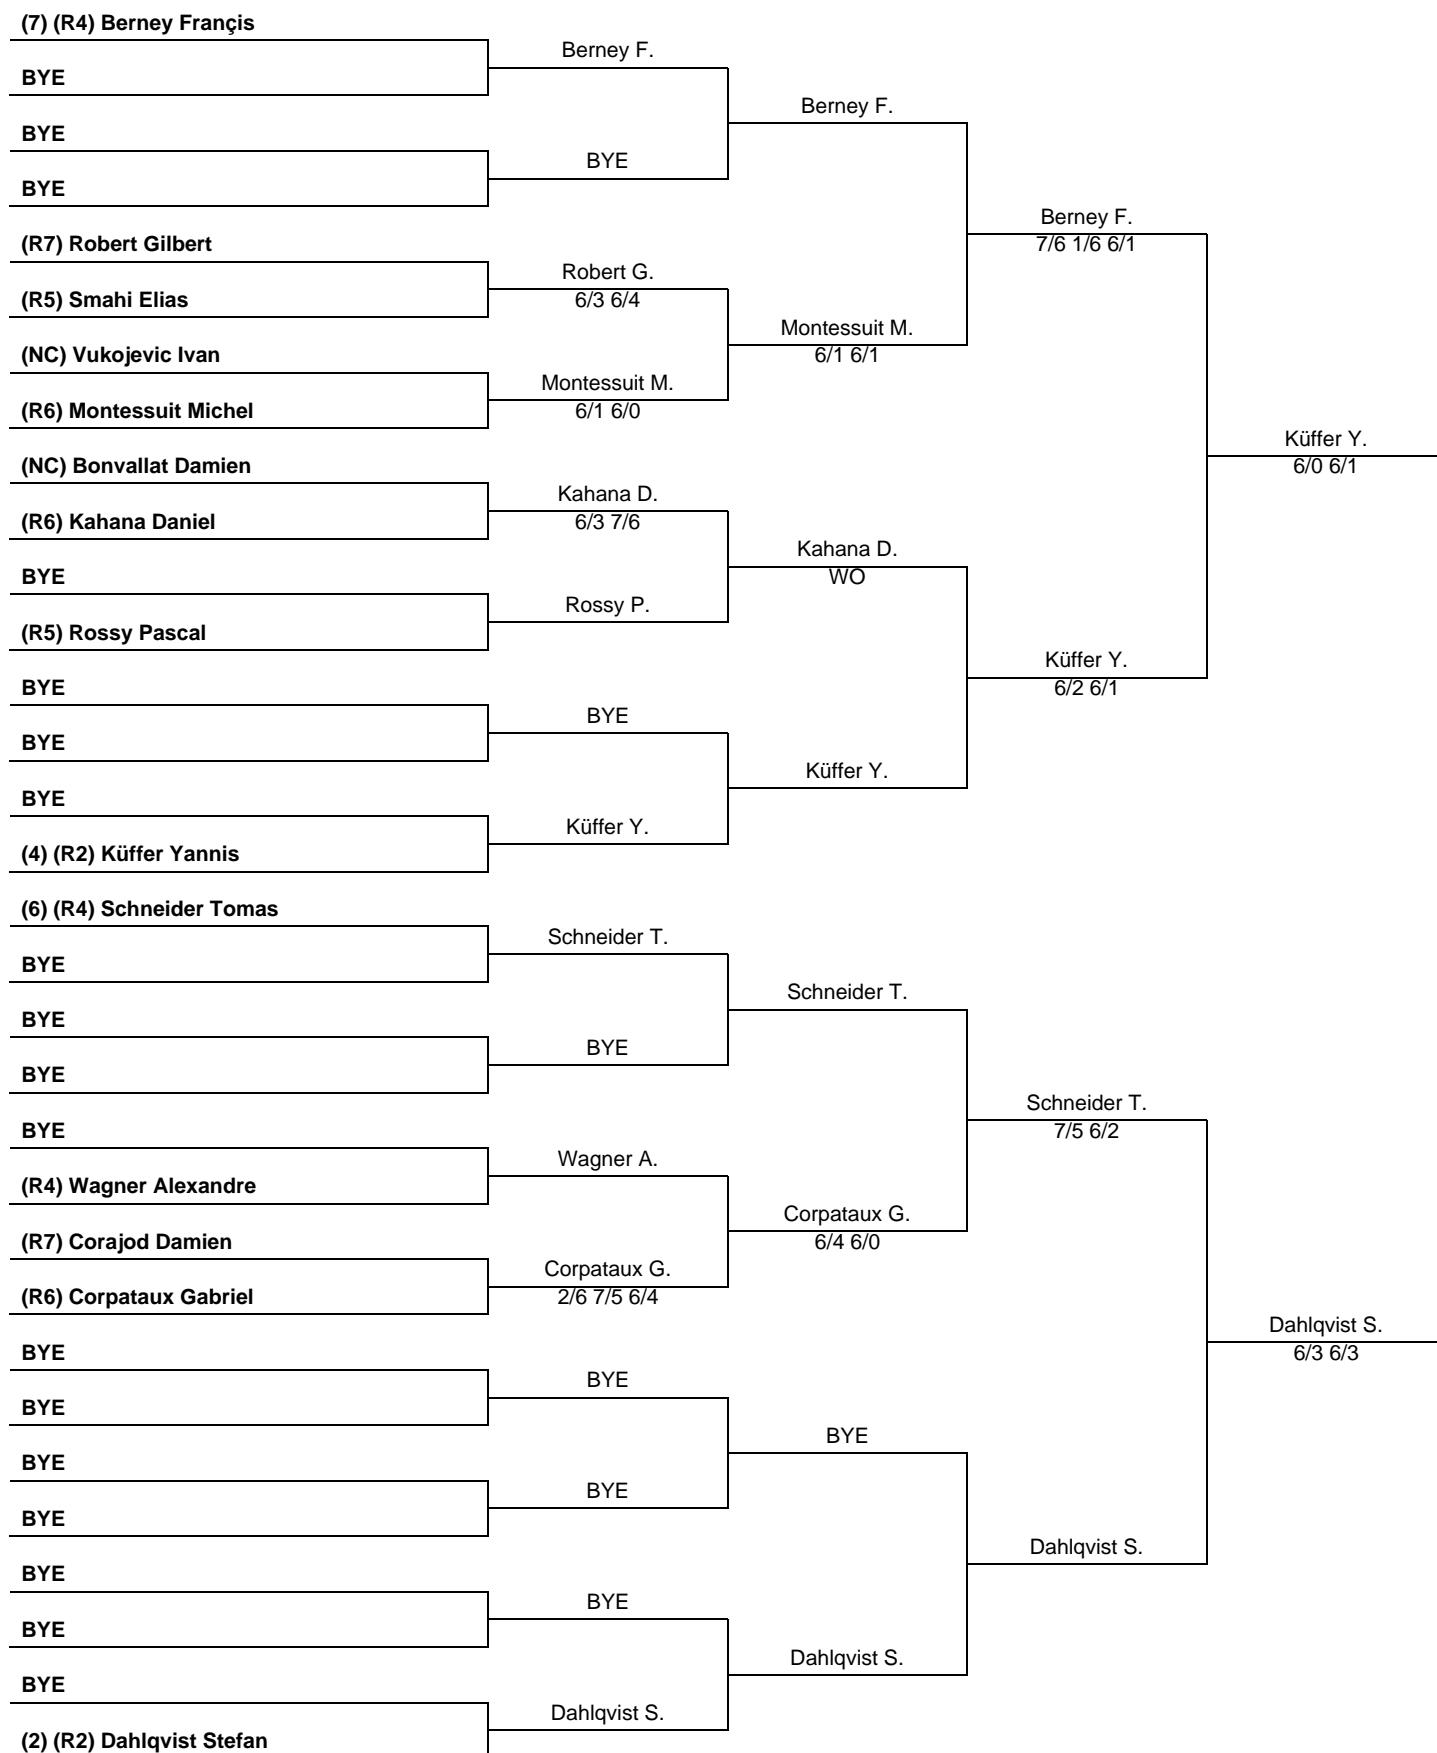 (7) (R4) Berney Françis
Berney F.
BYE
Berney F.
BYE
BYE
BYE
Berney F.
7/6 1/6 6/1
(R7) Robert Gilbert
Robert G.
6/3 6/4
(R5) Smahi Elias
Montessuit M.
6/1 6/1
(NC) Vukojevic Ivan
Montessuit M.
6/1 6/0
(R6) Montessuit Michel
Küffer Y.
6/0 6/1
(NC) Bonvallat Damien
Kahana D.
6/3 7/6
(R6) Kahana Daniel
Kahana D.
WO
BYE
Rossy P.
(R5) Rossy Pascal
Küffer Y.
6/2 6/1
BYE
BYE
BYE
Küffer Y.
BYE
Küffer Y.
(4) (R2) Küffer Yannis
(6) (R4) Schneider Tomas
Schneider T.
BYE
Schneider T.
BYE
BYE
BYE
Schneider T.
7/5 6/2
BYE
Wagner A.
(R4) Wagner Alexandre
Corpataux G.
6/4 6/0
(R7) Corajod Damien
Corpataux G.
2/6 7/5 6/4
(R6) Corpataux Gabriel
Dahlqvist S.
6/3 6/3
BYE
BYE
BYE
BYE
BYE
BYE
BYE
Dahlqvist S.
BYE
BYE
BYE
Dahlqvist S.
BYE
Dahlqvist S.
(2) (R2) Dahlqvist Stefan